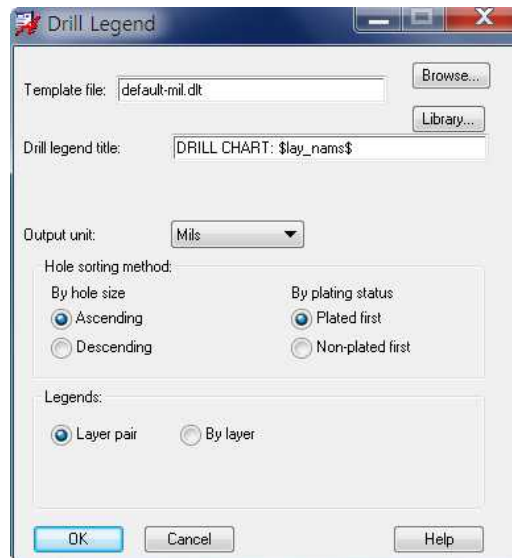 Drill Legend
Browse...
Template file: default-mil.dlt
Library...
Drill legend title: DRILL CHART: $lay_nams$
Output unit: Mils
Hole sorting method:
By hole size By plating status
Ascending Plated first
Descending Non-plated first
Legends:
Layer pair By layer
OK Cancel Help